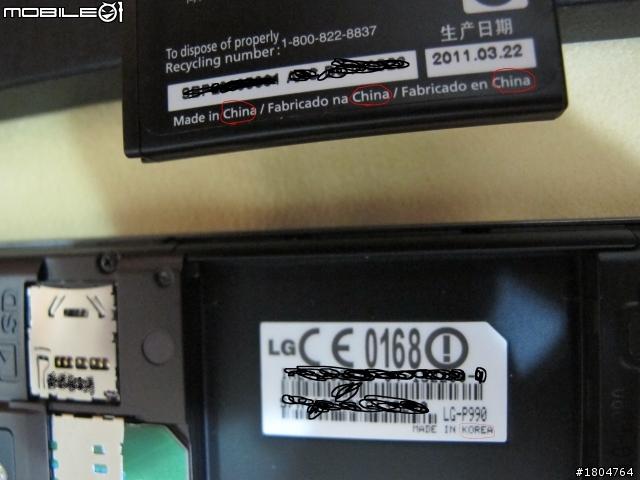 MOBILE01
生产日期
To dispose of properly
Recycling number: 1-800-822-8837
2011.03.22
Made in China / Fabricado na China / Fabricado en China
SD
LG CE 0168
LG-P990
MADE IN KOREA
#1804764